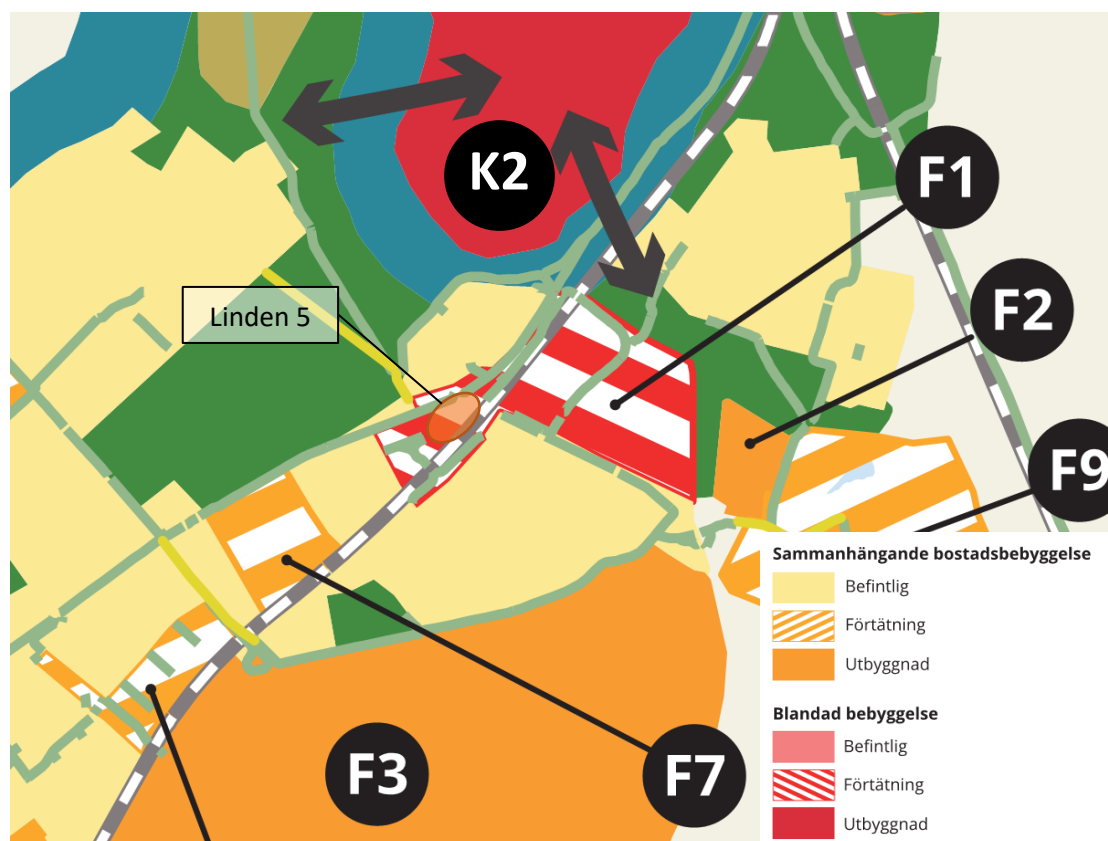 K2
F1
Linden 5
F2
F9
F3
F7
Sammanhängande bostadsbebyggelse
Befintlig
Förtätning
Utbyggnad
Blandad bebyggelse
Befintlig
Förtätning
Utbyggnad